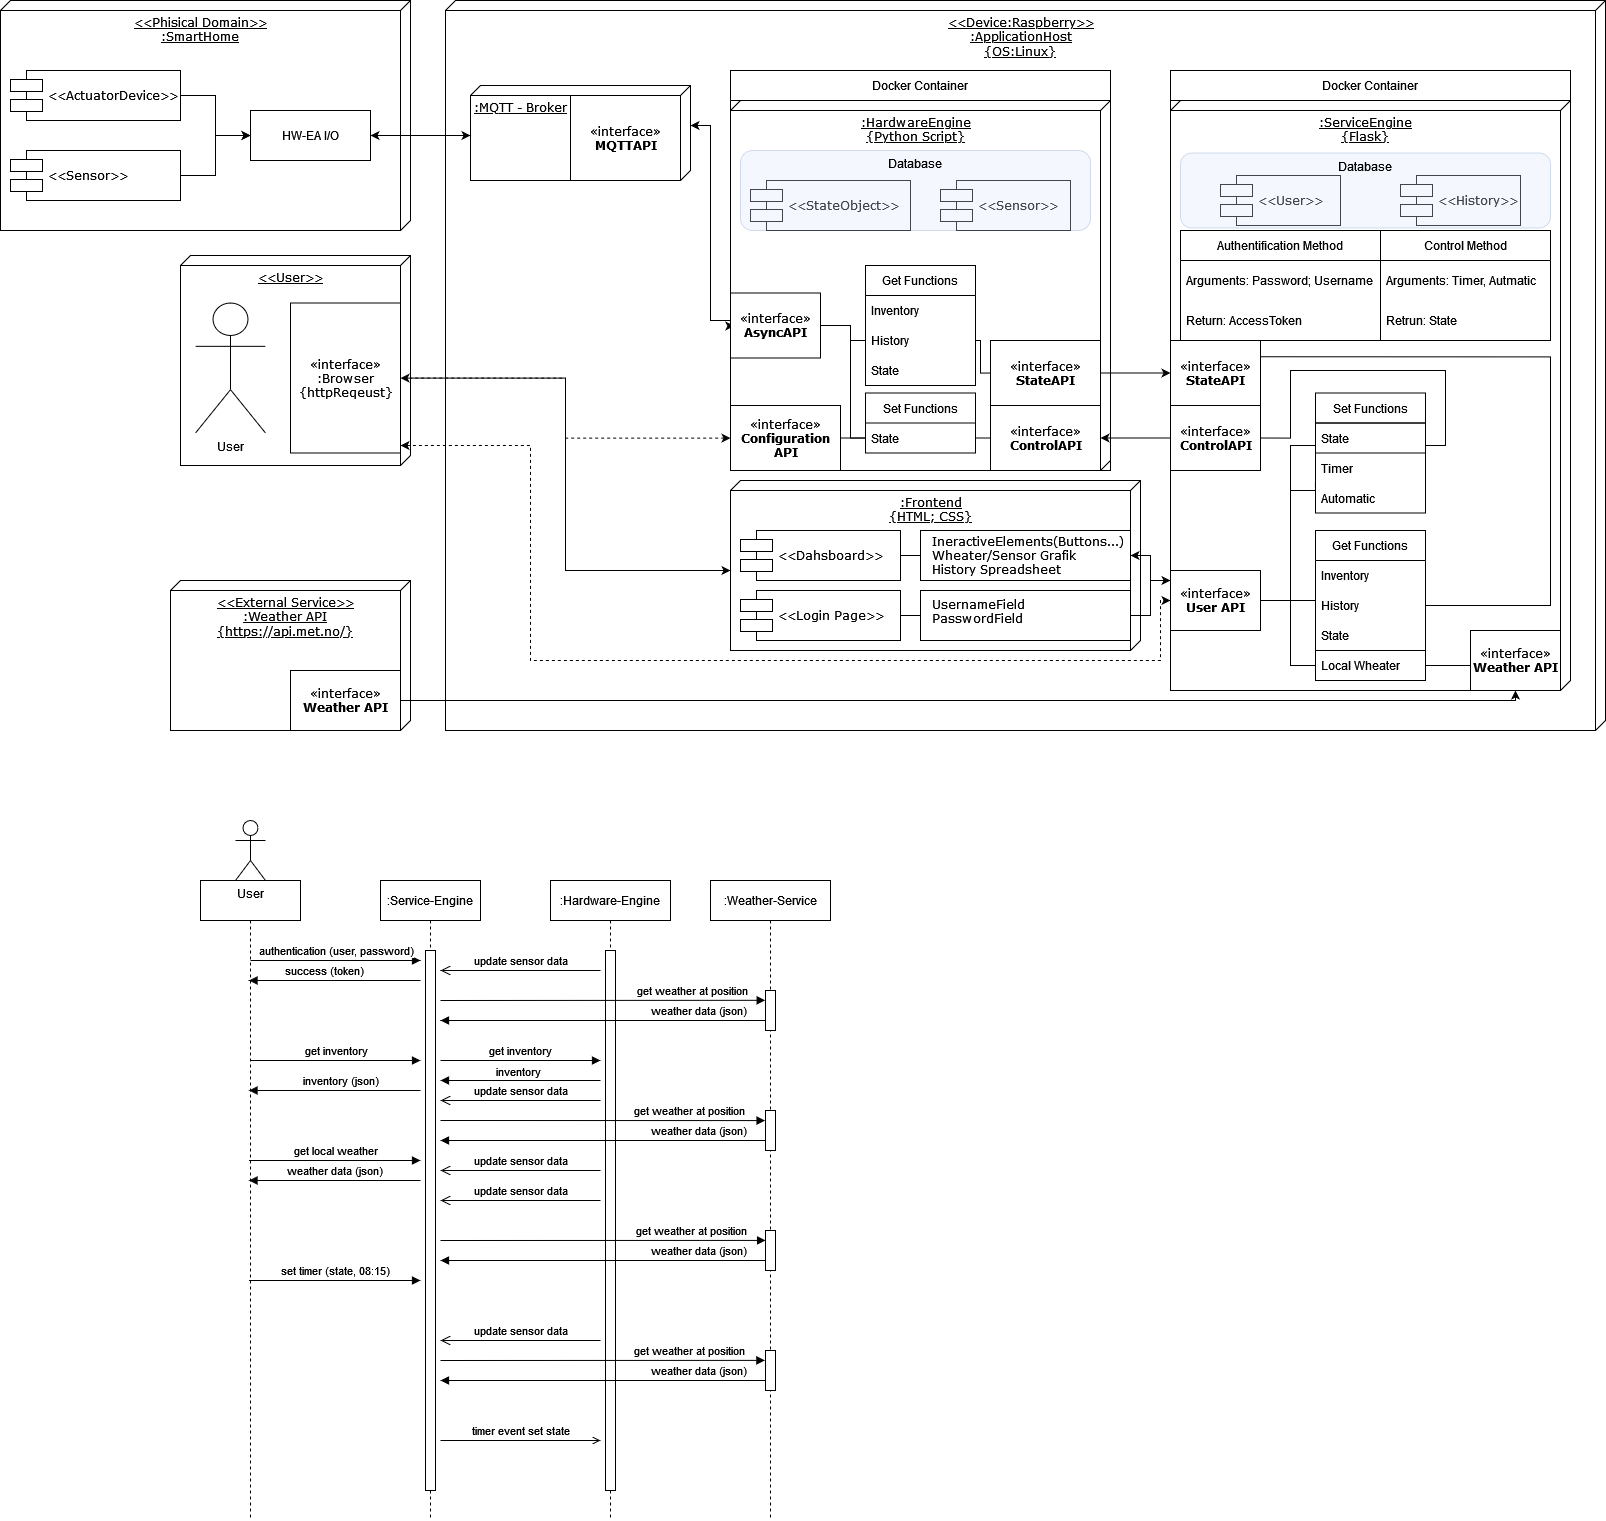 <<Phisical Domain>>
:SmartHome
<<ActuatorDevice>>
<<Sensor>>
HW-EA I/O
<<Device:Raspberry>>
:ApplicationHost
{OS:Linux}
:MQTT - Broker
«interface»
MQTTAPI
Docker Container
:HardwareEngine
{Python Script}
Database
<<StateObject>>
<<Sensor>>
«interface»
AsyncAPI
Get Functions
Inventory
History
State
«interface»
StateAPI
«interface»
Configuration
API
Set Functions
State
«interface»
ControlAPI
Docker Container
:ServiceEngine
{Flask}
Database
<<User>>
<<History>>
Authentification Method
Control Method
Arguments: Password; Username
Arguments: Timer, Autmatic
Return: AccessToken
Retrun: State
«interface»
StateAPI
«interface»
ControlAPI
Set Functions
State
Timer
Automatic
Get Functions
Inventory
History
State
Local Wheater
«interface»
User API
«interface»
Weather API
<<User>>
User
«interface»
:Browser
{httpReqeust}
:Frontend
{HTML; CSS}
<<Dahsboard>>
IneractiveElements(Buttons...)
Wheater/Sensor Grafik
History Spreadsheet
<<Login Page>>
UsernameField
PasswordField
<<External Service>>
:Weather API
{https://api.met.no/}
«interface»
Weather API
User
:Service-Engine
:Hardware-Engine
:Weather-Service
authentication (user, password)
update sensor data
success (token)
get weather at position
weather data (json)
get inventory
get inventory
inventory
inventory (json)
update sensor data
get weather at position
weather data (json)
get local weather
update sensor data
weather data (json)
update sensor data
get weather at position
weather data (json)
set timer (state, 08:15)
update sensor data
get weather at position
weather data (json)
timer event set state